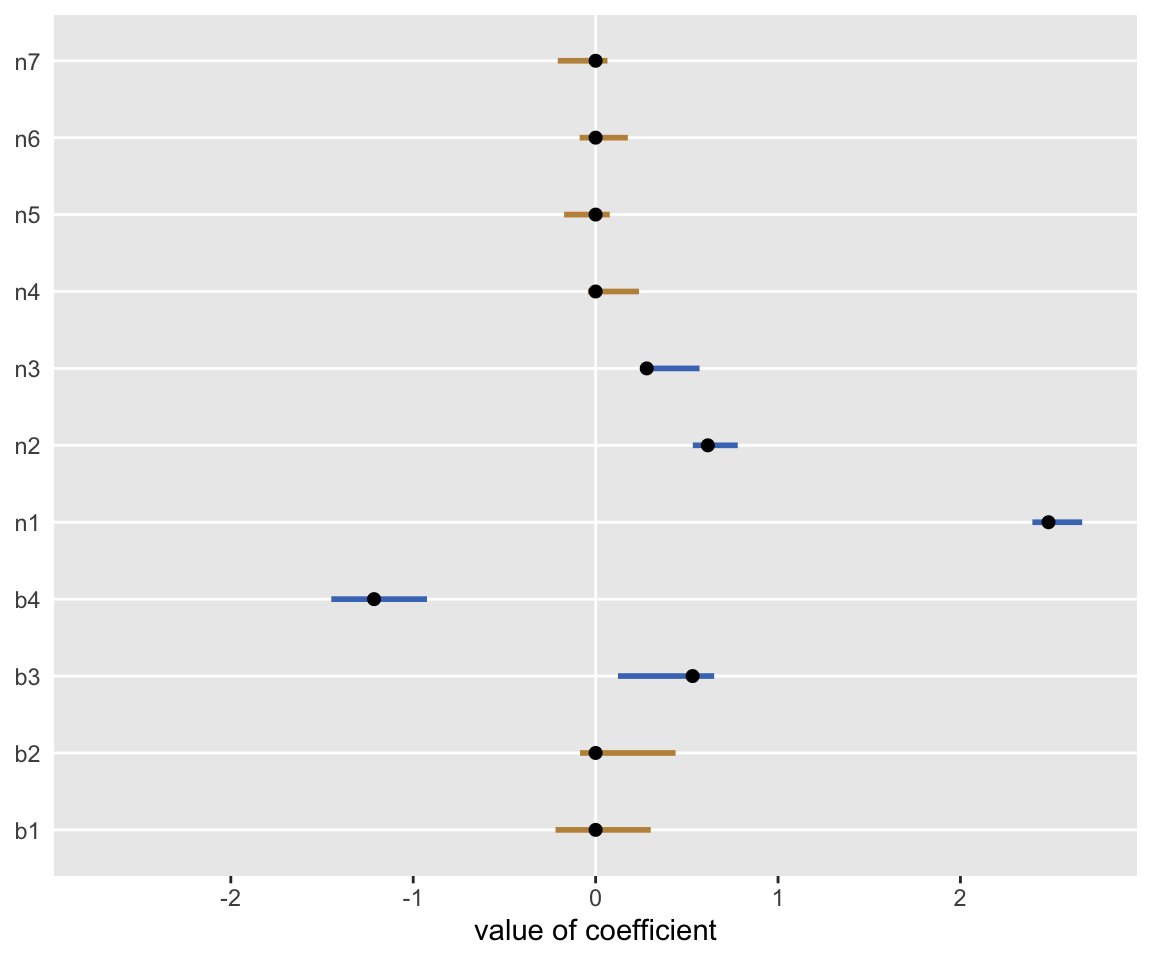 n7
n6
n5
n4
n3
n2
n1
b4
b3
b2
b1
-2 -1 0 1 2
value of coefficient